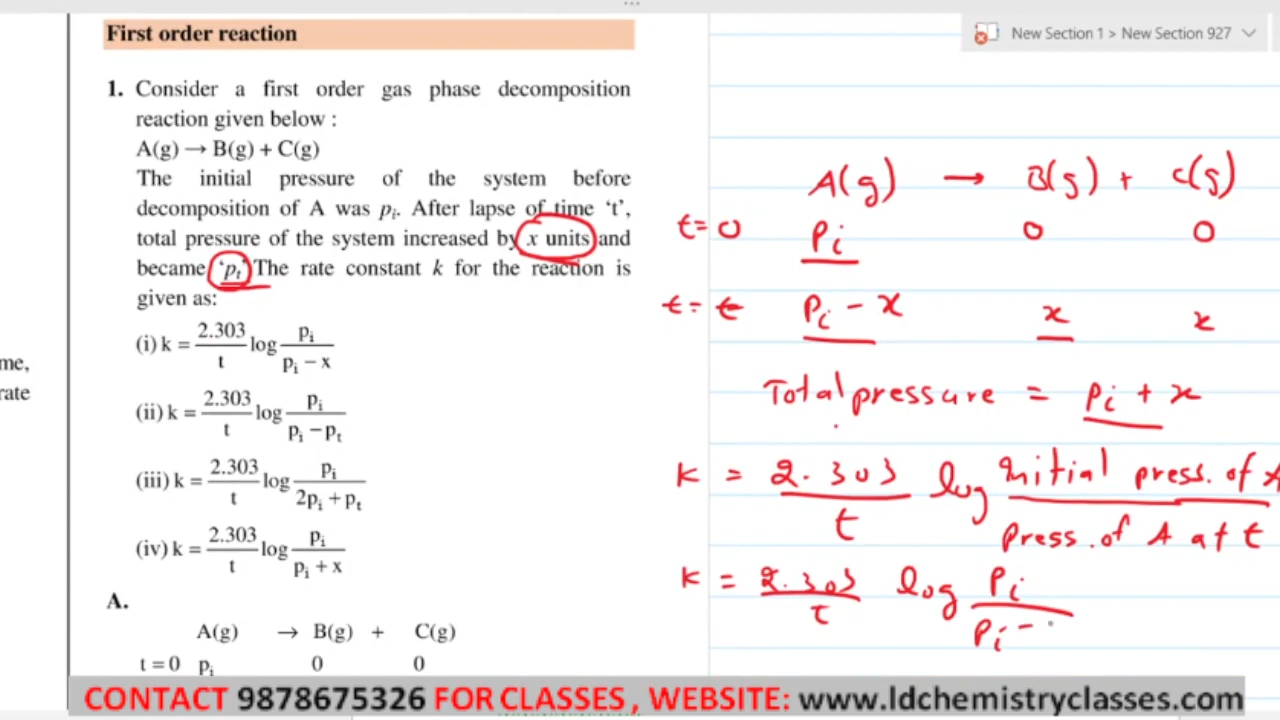 First order reaction
New Section 1 > New Section 927
1. Consider a first order gas phase decomposition
reaction given below :
A(g) → B(g) + C(g)
The initial pressure of the system before
decomposition of A was pᵢ. After lapse of time ‘t’,
total pressure of the system increased by x units and
became ‘pₜ’ The rate constant k for the reaction is
given as:
(i) k = 2.303/t log pᵢ/pᵢ − x
me,
rate
(ii) k = 2.303/t log pᵢ/pᵢ − pₜ
(iii) k = 2.303/t log pᵢ/2pᵢ + pₜ
(iv) k = 2.303/t log pᵢ/pᵢ + x
A.
A(g) → B(g) + C(g)
t = 0 pᵢ 0 0
A(g) → B(g) + C(g)
t = 0 Pᵢ 0 0
t = t Pᵢ − x x x
Total pressure = Pᵢ + x
K = 2.303/t log Initial press. of A/Press. of A at t
K = 2.303/t log Pᵢ/Pᵢ −
CONTACT 9878675326 FOR CLASSES , WEBSITE: www.ldchemistryclasses.com